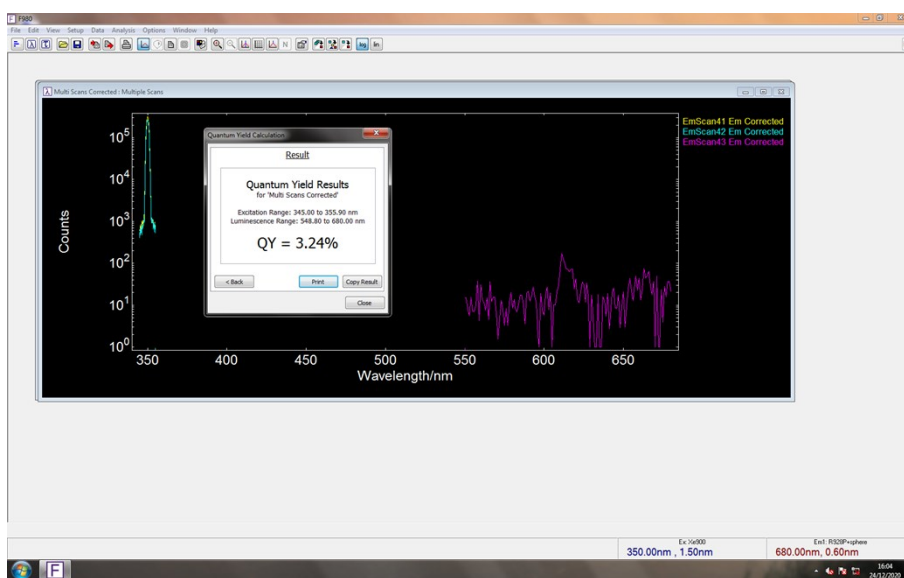 F980
File Edit View Setup Data Analysis Options Window Help
log lin
Multi Scans Corrected : Multiple Scans
EmScan41 Em Corrected
EmScan42 Em Corrected
EmScan43 Em Corrected
Quantum Yield Calculation
Result
Quantum Yield Results
for 'Multi Scans Corrected'
Excitation Range: 345.00 to 355.90 nm
Luminescence Range: 548.80 to 680.00 nm
QY = 3.24%
< Back Print Copy Result
Close
Counts
10^5
10^4
10^3
10^2
10^1
10^0
350 400 450 500 550 600 650
Wavelength/nm
Ex: Xe900
350.00nm , 1.50nm
Em1: R928P+sphere
680.00nm, 0.60nm
16:04
24/12/2020